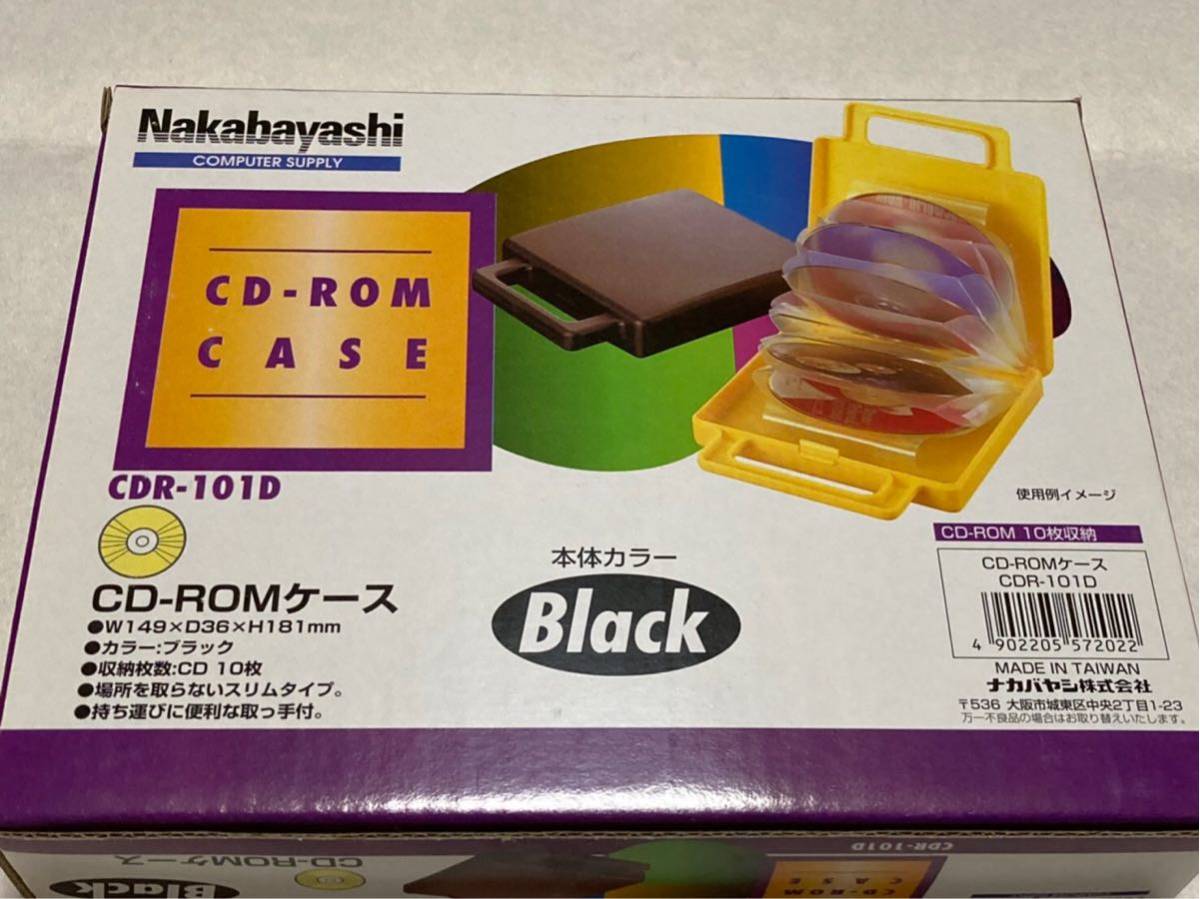 Nakabayashi
COMPUTER SUPPLY
CD-ROM
CASE
CDR-101D
CD-ROMケース
●W149×D36×H181mm
●カラー:ブラック
●収納枚数:CD 10枚
●場所を取らないスリムタイプ。
●持ち運びに便利な取っ手付。
本体カラー
Black
使用例イメージ
CD-ROM 10枚収納
CD-ROMケース
CDR-101D
4 902205 572022
MADE IN TAIWAN
ナカバヤシ株式会社
〒536 大阪市城東区中央2丁目1-23
万一不良品の場合はお取り替えいたします。
CD-ROMケース
Black
CDR-101D
CD-ROM
CASE
COMPUTER SUPPLY